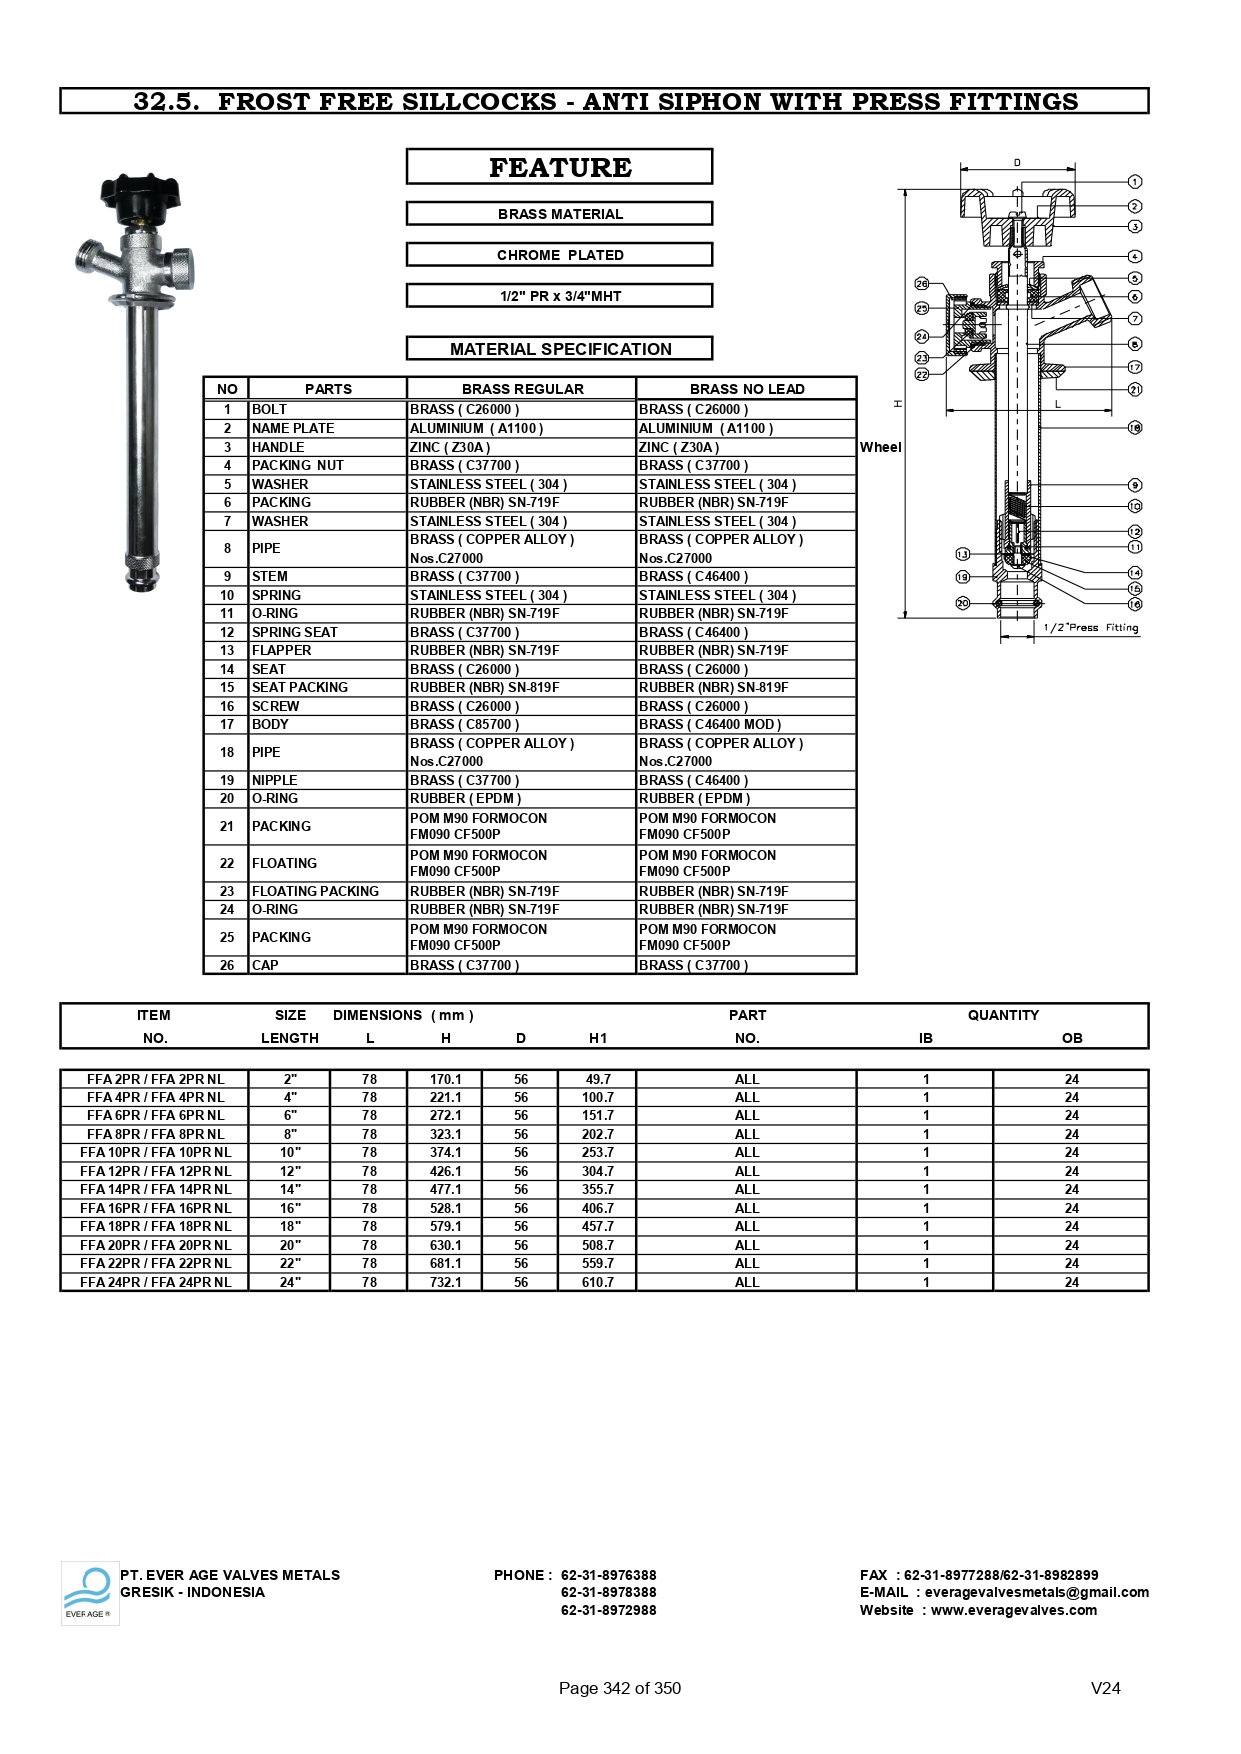 32.5. FROST FREE SILLCOCKS - ANTI SIPHON WITH PRESS FITTINGS
FEATURE
BRASS MATERIAL
CHROME PLATED
1/2" PR x 3/4"MHT
MATERIAL SPECIFICATION
NO PARTS BRASS REGULAR BRASS NO LEAD
1 BOLT BRASS ( C26000 ) BRASS ( C26000 )
2 NAME PLATE ALUMINIUM ( A1100 ) ALUMINIUM ( A1100 )
3 HANDLE ZINC ( Z30A ) ZINC ( Z30A ) Wheel
4 PACKING NUT BRASS ( C37700 ) BRASS ( C37700 )
5 WASHER STAINLESS STEEL ( 304 ) STAINLESS STEEL ( 304 )
6 PACKING RUBBER (NBR) SN-719F RUBBER (NBR) SN-719F
7 WASHER STAINLESS STEEL ( 304 ) STAINLESS STEEL ( 304 )
8 PIPE BRASS ( COPPER ALLOY ) BRASS ( COPPER ALLOY )
Nos.C27000 Nos.C27000
9 STEM BRASS ( C37700 ) BRASS ( C46400 )
10 SPRING STAINLESS STEEL ( 304 ) STAINLESS STEEL ( 304 )
11 O-RING RUBBER (NBR) SN-719F RUBBER (NBR) SN-719F
12 SPRING SEAT BRASS ( C37700 ) BRASS ( C46400 )
13 FLAPPER RUBBER (NBR) SN-719F RUBBER (NBR) SN-719F
14 SEAT BRASS ( C26000 ) BRASS ( C26000 )
15 SEAT PACKING RUBBER (NBR) SN-819F RUBBER (NBR) SN-819F
16 SCREW BRASS ( C26000 ) BRASS ( C26000 )
17 BODY BRASS ( C85700 ) BRASS ( C46400 MOD )
18 PIPE BRASS ( COPPER ALLOY ) BRASS ( COPPER ALLOY )
Nos.C27000 Nos.C27000
19 NIPPLE BRASS ( C37700 ) BRASS ( C46400 )
20 O-RING RUBBER ( EPDM ) RUBBER ( EPDM )
21 PACKING POM M90 FORMOCON POM M90 FORMOCON
FM090 CF500P FM090 CF500P
22 FLOATING POM M90 FORMOCON POM M90 FORMOCON
FM090 CF500P FM090 CF500P
23 FLOATING PACKING RUBBER (NBR) SN-719F RUBBER (NBR) SN-719F
24 O-RING RUBBER (NBR) SN-719F RUBBER (NBR) SN-719F
25 PACKING POM M90 FORMOCON POM M90 FORMOCON
FM090 CF500P FM090 CF500P
26 CAP BRASS ( C37700 ) BRASS ( C37700 )
D
1
2
3
4
26 5
6
25
7
24
8
23
17
22
21
H
L
18
9
10
12
13 11
14
19
15
20 16
1/2"Press Fitting
ITEM SIZE DIMENSIONS ( mm ) PART QUANTITY
NO. LENGTH L H D H1 NO. IB OB
FFA 2PR / FFA 2PR NL 2" 78 170.1 56 49.7 ALL 1 24
FFA 4PR / FFA 4PR NL 4" 78 221.1 56 100.7 ALL 1 24
FFA 6PR / FFA 6PR NL 6" 78 272.1 56 151.7 ALL 1 24
FFA 8PR / FFA 8PR NL 8" 78 323.1 56 202.7 ALL 1 24
FFA 10PR / FFA 10PR NL 10" 78 374.1 56 253.7 ALL 1 24
FFA 12PR / FFA 12PR NL 12" 78 426.1 56 304.7 ALL 1 24
FFA 14PR / FFA 14PR NL 14" 78 477.1 56 355.7 ALL 1 24
FFA 16PR / FFA 16PR NL 16" 78 528.1 56 406.7 ALL 1 24
FFA 18PR / FFA 18PR NL 18" 78 579.1 56 457.7 ALL 1 24
FFA 20PR / FFA 20PR NL 20" 78 630.1 56 508.7 ALL 1 24
FFA 22PR / FFA 22PR NL 22" 78 681.1 56 559.7 ALL 1 24
FFA 24PR / FFA 24PR NL 24" 78 732.1 56 610.7 ALL 1 24
EVER AGE ®
PT. EVER AGE VALVES METALS PHONE : 62-31-8976388 FAX : 62-31-8977288/62-31-8982899
GRESIK - INDONESIA 62-31-8978388 E-MAIL : everagevalvesmetals@gmail.com
62-31-8972988 Website : www.everagevalves.com
Page 342 of 350 V24